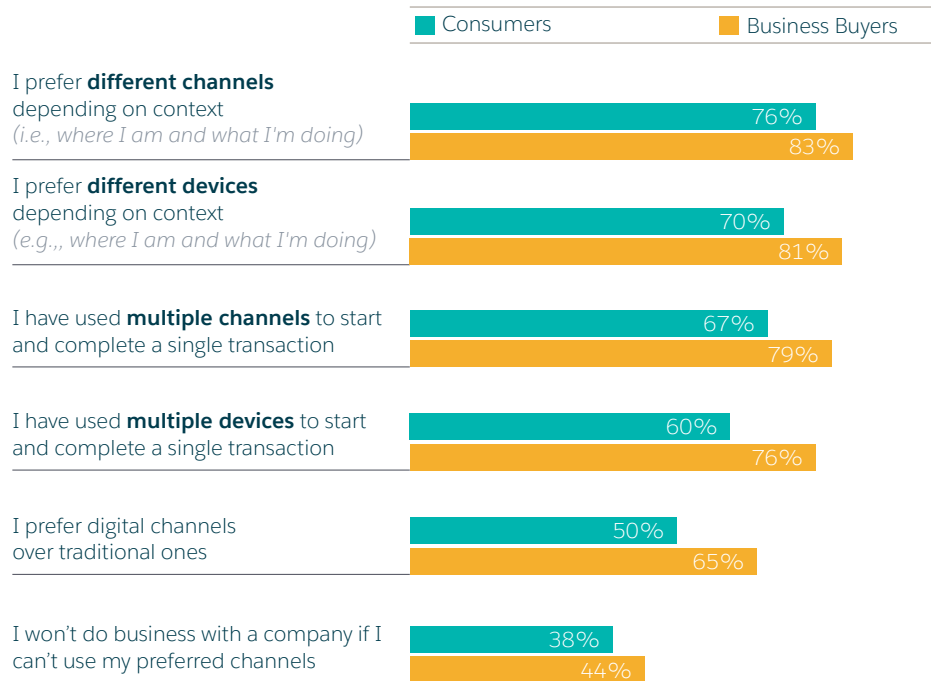 Consumers
Business Buyers
I prefer different channels
depending on context
(i.e., where I am and what I'm doing)
76%
83%
I prefer different devices
depending on context
(e.g.,, where I am and what I'm doing)
70%
81%
I have used multiple channels to start
and complete a single transaction
67%
79%
I have used multiple devices to start
and complete a single transaction
60%
76%
I prefer digital channels
over traditional ones
50%
65%
I won’t do business with a company if I
can’t use my preferred channels
38%
44%